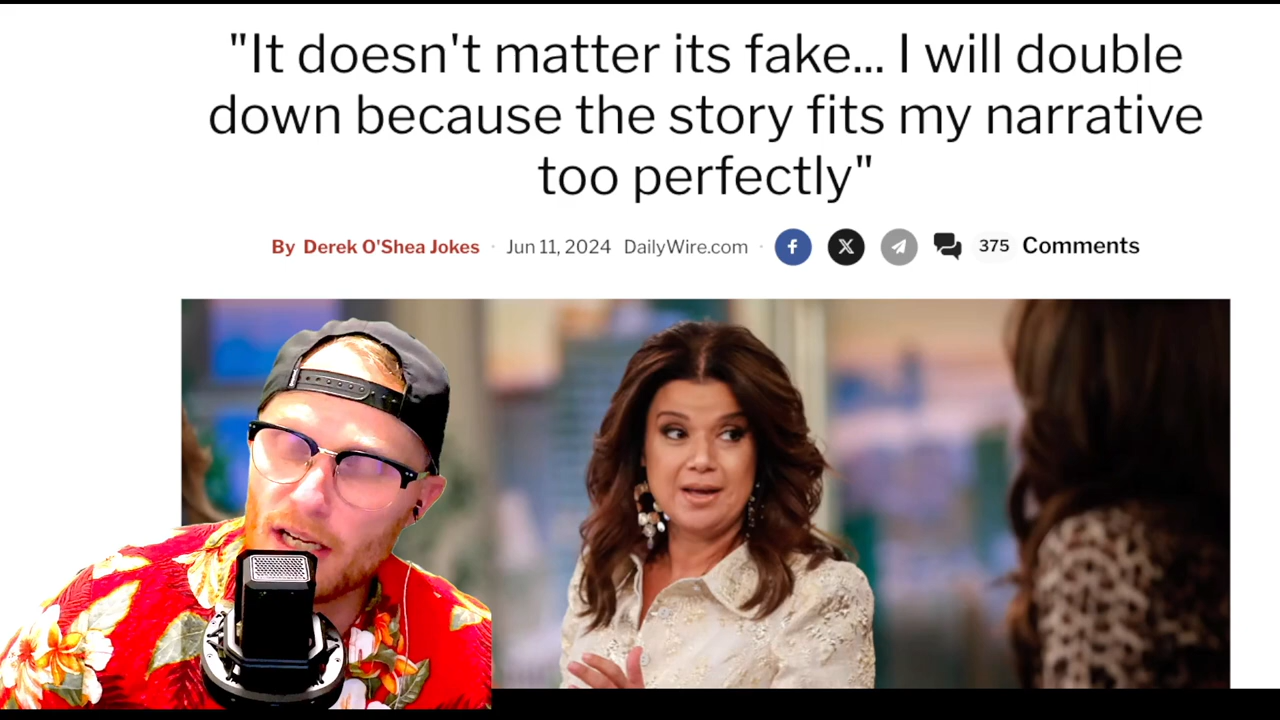 "It doesn't matter its fake... I will double
down because the story fits my narrative
too perfectly"
By Derek O'Shea Jokes · Jun 11, 2024 DailyWire.com · f X 375 Comments